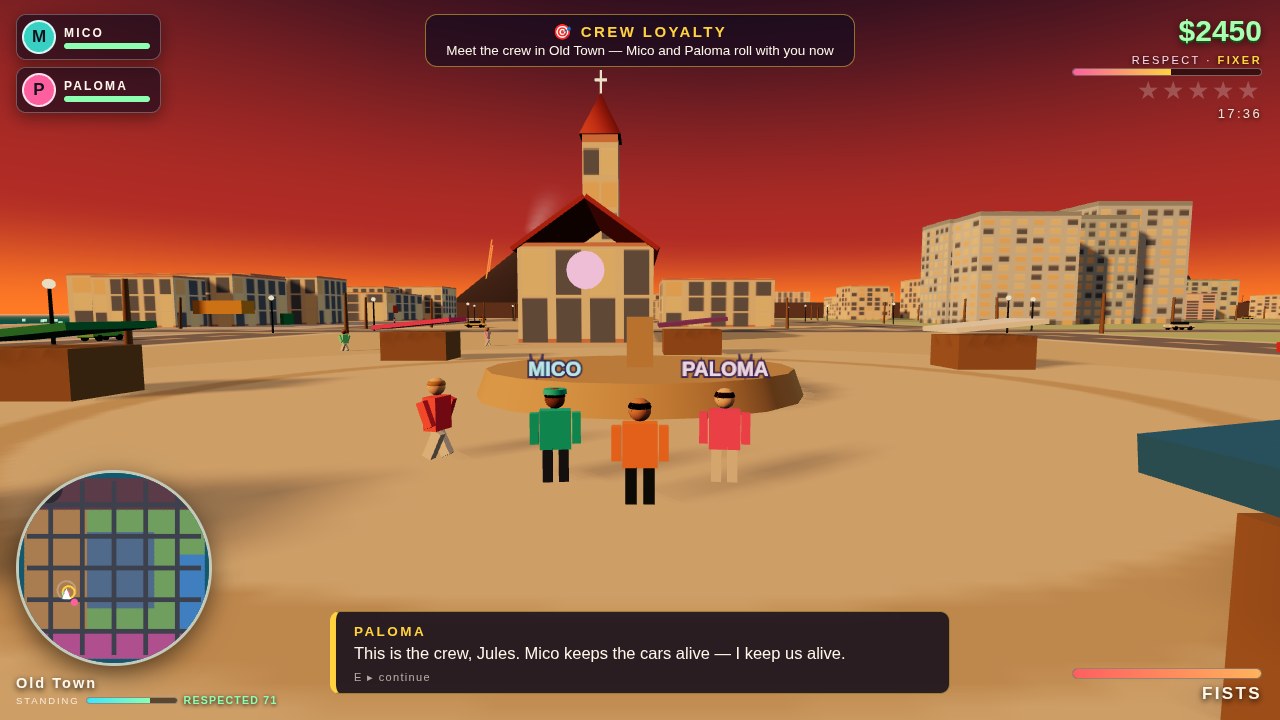 M MICO
P PALOMA
🎯 CREW LOYALTY
Meet the crew in Old Town — Mico and Paloma roll with you now
$2450
RESPECT · FIXER
★★★★★
17:36
MICO
PALOMA
PALOMA
This is the crew, Jules. Mico keeps the cars alive — I keep us alive.
E ▸ continue
Old Town
STANDING RESPECTED 71
FISTS